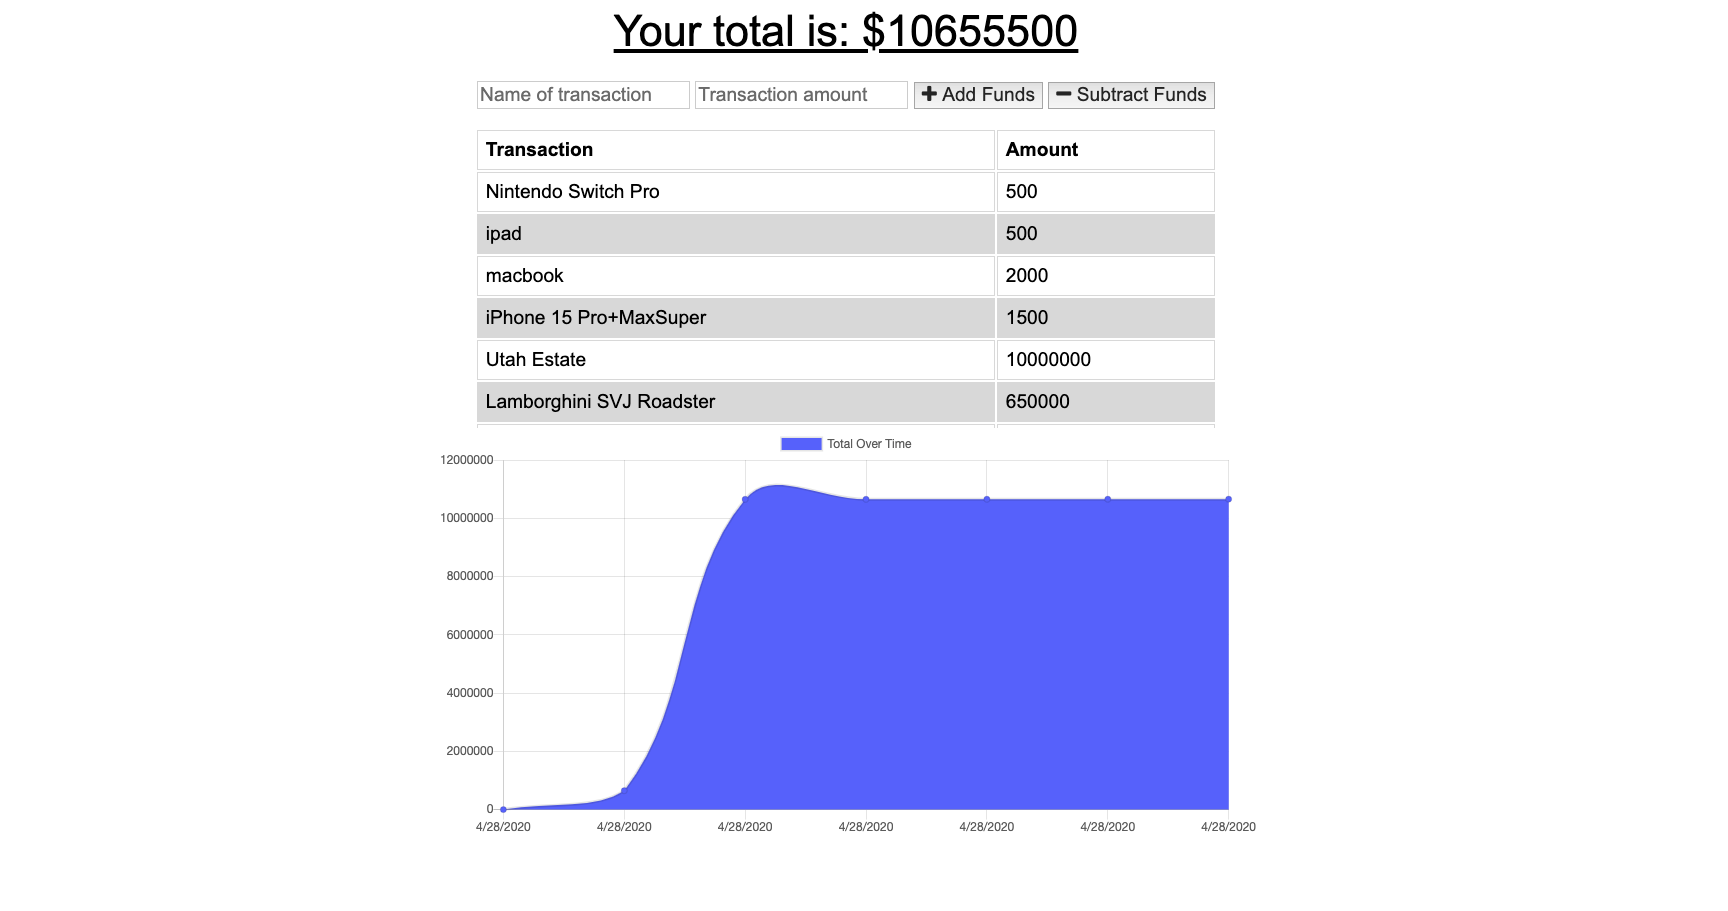 Your total is: $10655500
Name of transaction Transaction amount Add Funds Subtract Funds
Transaction Amount
Nintendo Switch Pro 500
ipad 500
macbook 2000
iPhone 15 Pro+MaxSuper 1500
Utah Estate 10000000
Lamborghini SVJ Roadster 650000
Total Over Time
12000000
10000000
8000000
6000000
4000000
2000000
0
4/28/2020 4/28/2020 4/28/2020 4/28/2020 4/28/2020 4/28/2020 4/28/2020